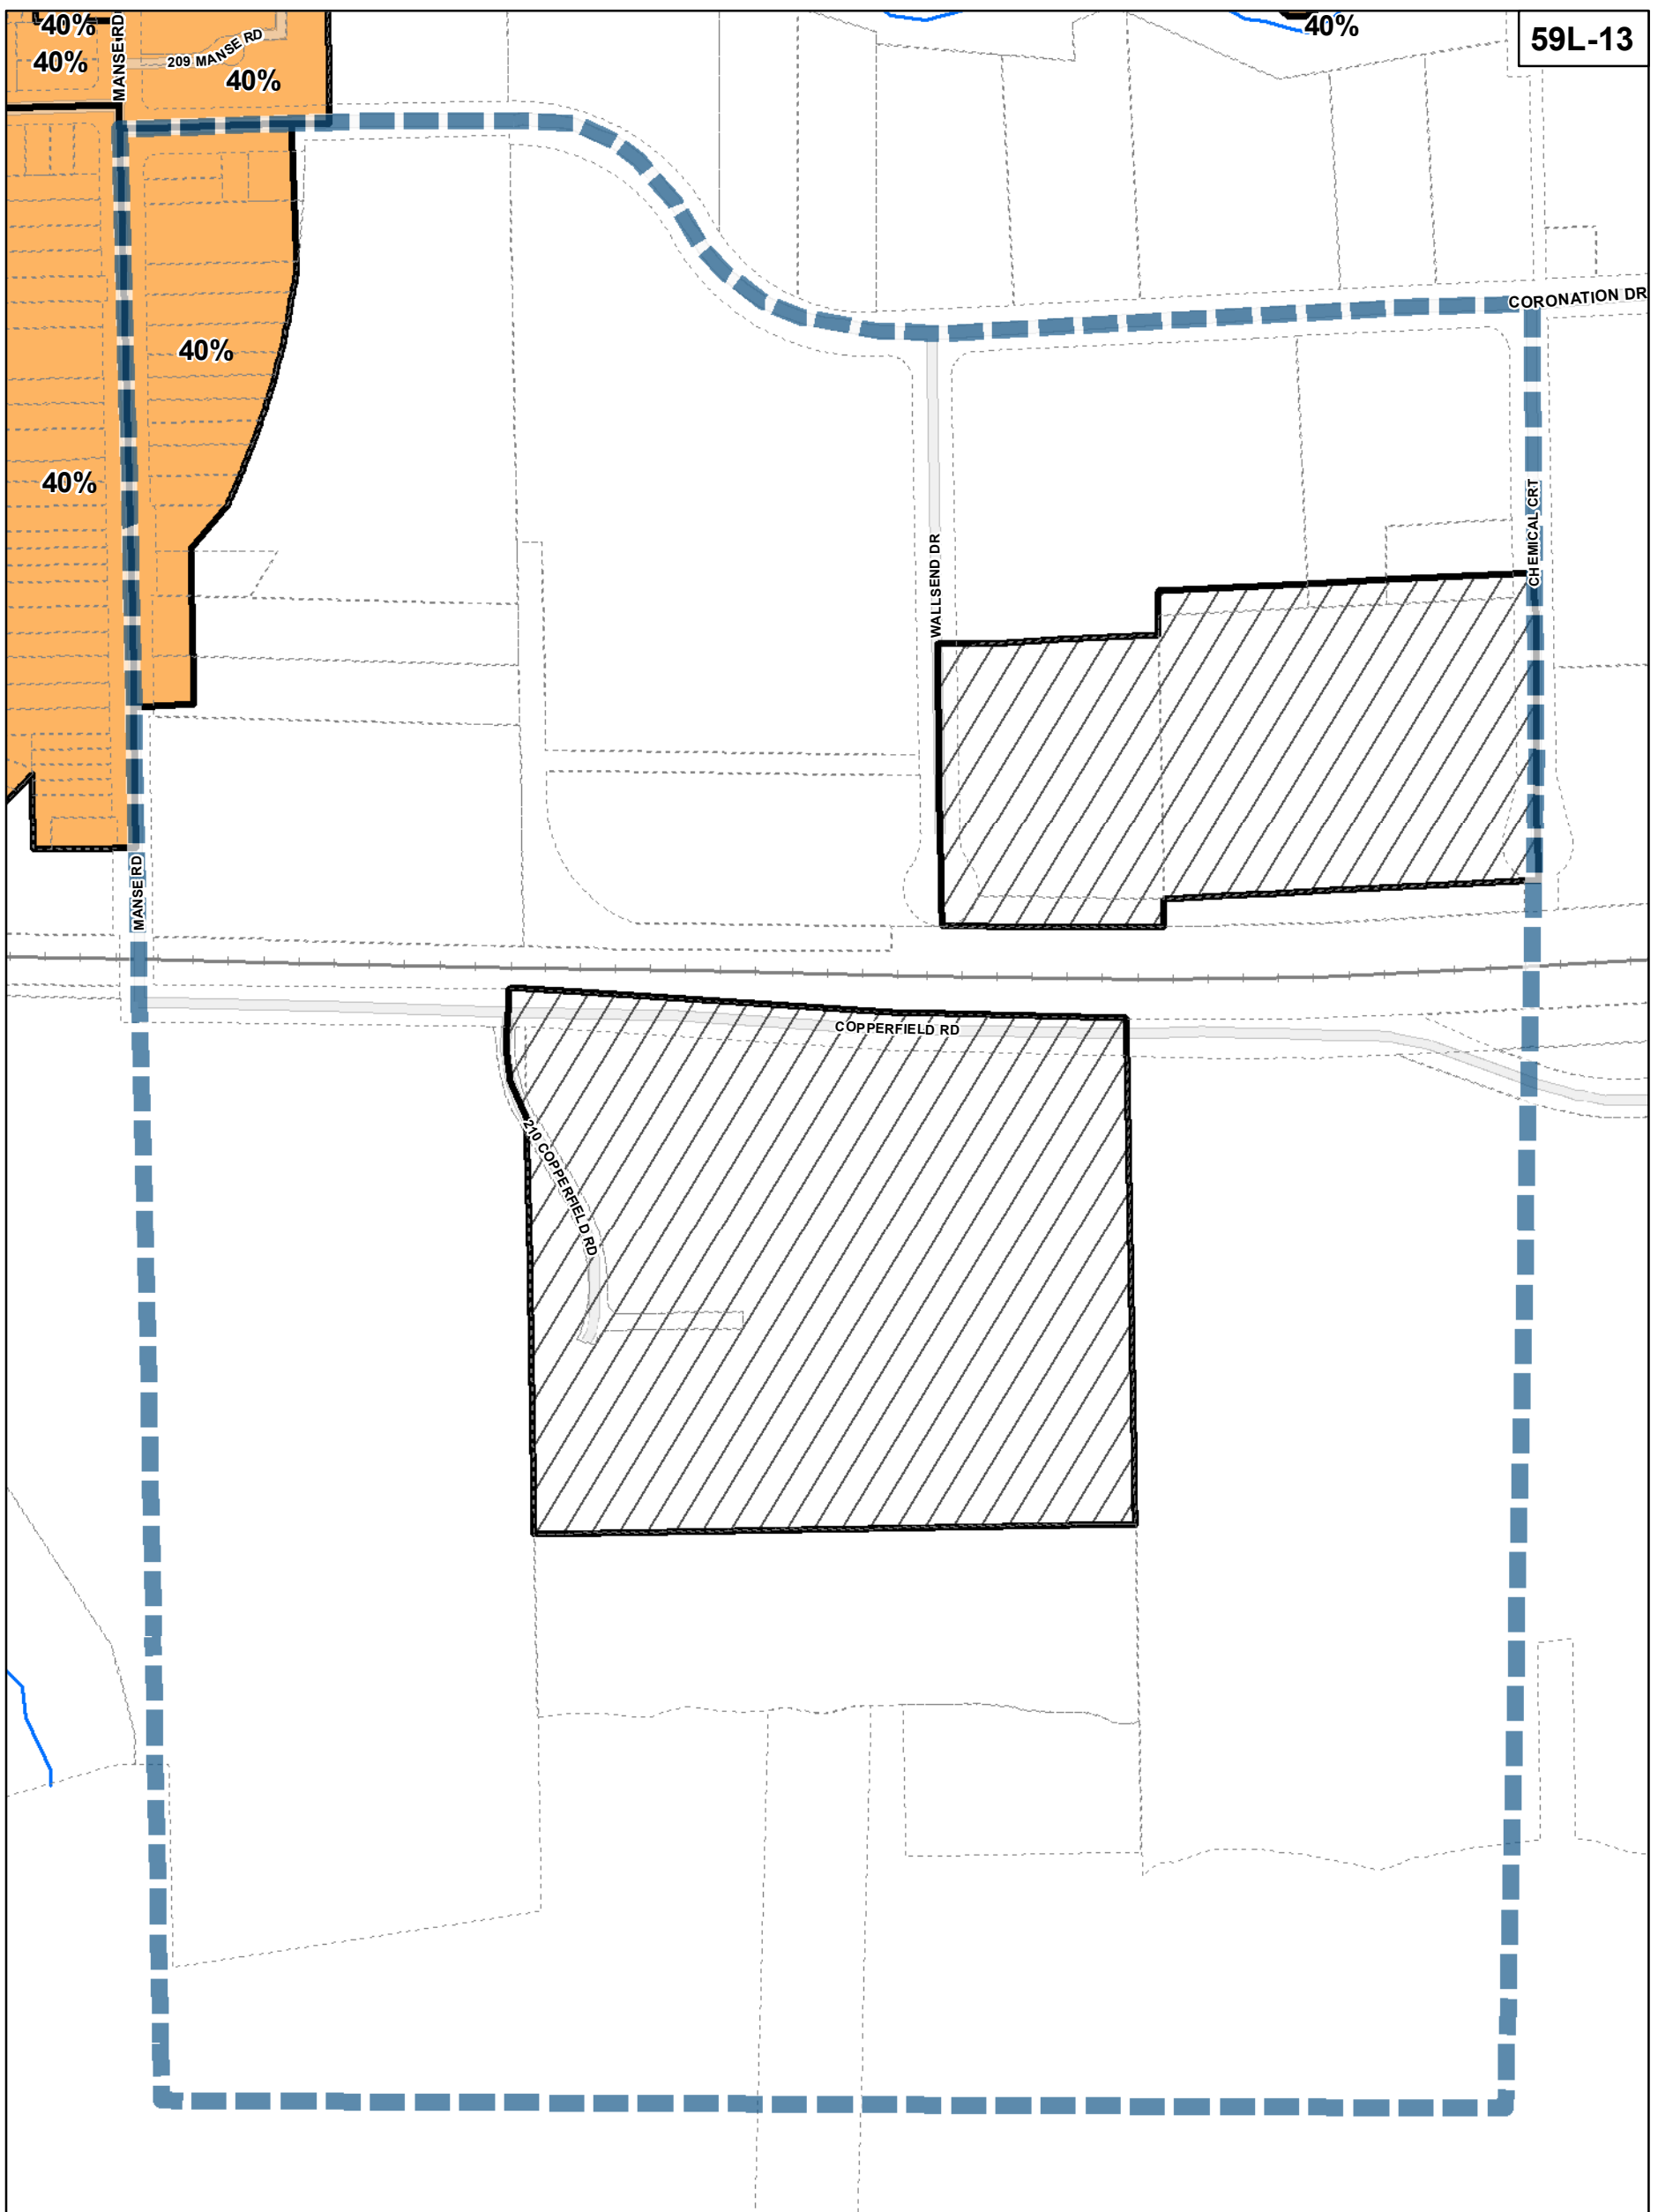 40%
MANSE RD
209 MANSE RD
40%
59L-13
40%
40%
CORONATION DR
40%
40%
CHEMICAL CRT
WALLSEND DR
MANSE RD
COPPERFIELD RD
210 COPPERFIELD RD